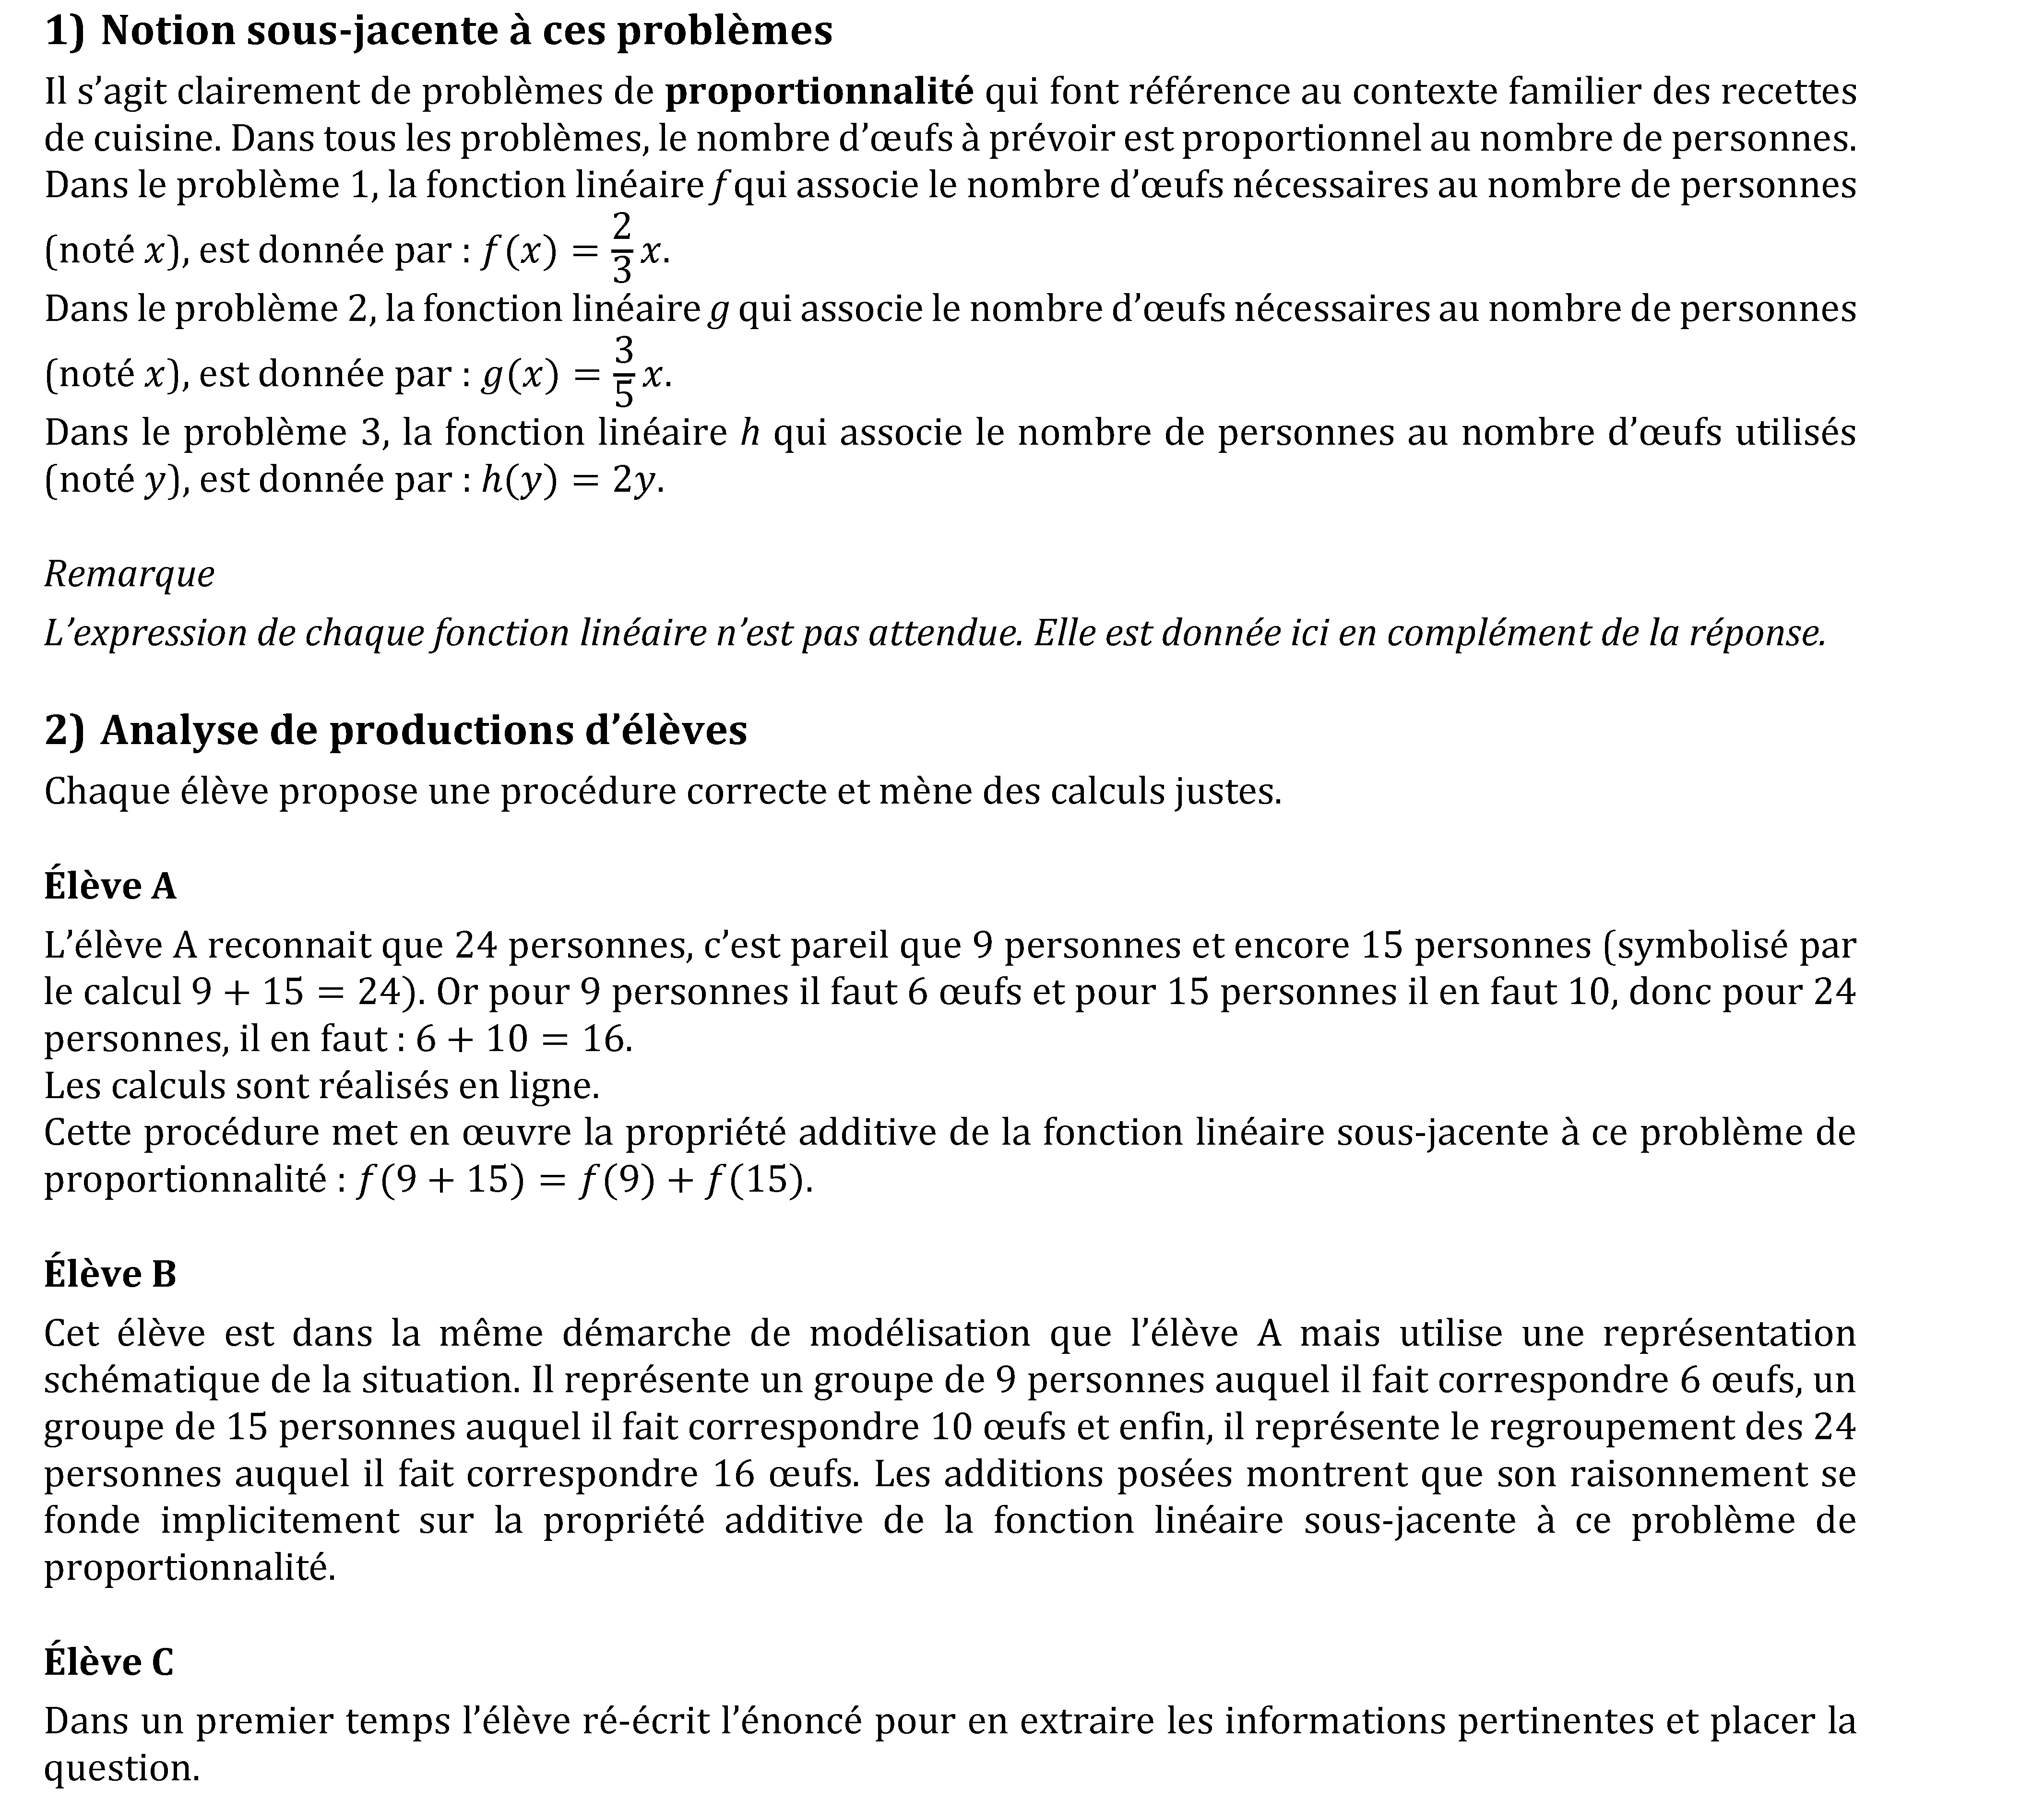 1) Notion sous-jacente à ces problèmes
Il s’agit clairement de problèmes de proportionnalité qui font référence au contexte familier des recettes
de cuisine. Dans tous les problèmes, le nombre d’œufs à prévoir est proportionnel au nombre de personnes.
Dans le problème 1, la fonction linéaire f qui associe le nombre d’œufs nécessaires au nombre de personnes
(noté x), est donnée par : f(x) = 2/3 x.
Dans le problème 2, la fonction linéaire g qui associe le nombre d’œufs nécessaires au nombre de personnes
(noté x), est donnée par : g(x) = 3/5 x.
Dans le problème 3, la fonction linéaire h qui associe le nombre de personnes au nombre d’œufs utilisés
(noté y), est donnée par : h(y) = 2y.
Remarque
L’expression de chaque fonction linéaire n’est pas attendue. Elle est donnée ici en complément de la réponse.
2) Analyse de productions d’élèves
Chaque élève propose une procédure correcte et mène des calculs justes.
Élève A
L’élève A reconnait que 24 personnes, c’est pareil que 9 personnes et encore 15 personnes (symbolisé par
le calcul 9 + 15 = 24). Or pour 9 personnes il faut 6 œufs et pour 15 personnes il en faut 10, donc pour 24
personnes, il en faut : 6 + 10 = 16.
Les calculs sont réalisés en ligne.
Cette procédure met en œuvre la propriété additive de la fonction linéaire sous-jacente à ce problème de
proportionnalité : f(9 + 15) = f(9) + f(15).
Élève B
Cet élève est dans la même démarche de modélisation que l’élève A mais utilise une représentation
schématique de la situation. Il représente un groupe de 9 personnes auquel il fait correspondre 6 œufs, un
groupe de 15 personnes auquel il fait correspondre 10 œufs et enfin, il représente le regroupement des 24
personnes auquel il fait correspondre 16 œufs. Les additions posées montrent que son raisonnement se
fonde implicitement sur la propriété additive de la fonction linéaire sous-jacente à ce problème de
proportionnalité.
Élève C
Dans un premier temps l’élève ré-écrit l’énoncé pour en extraire les informations pertinentes et placer la
question.